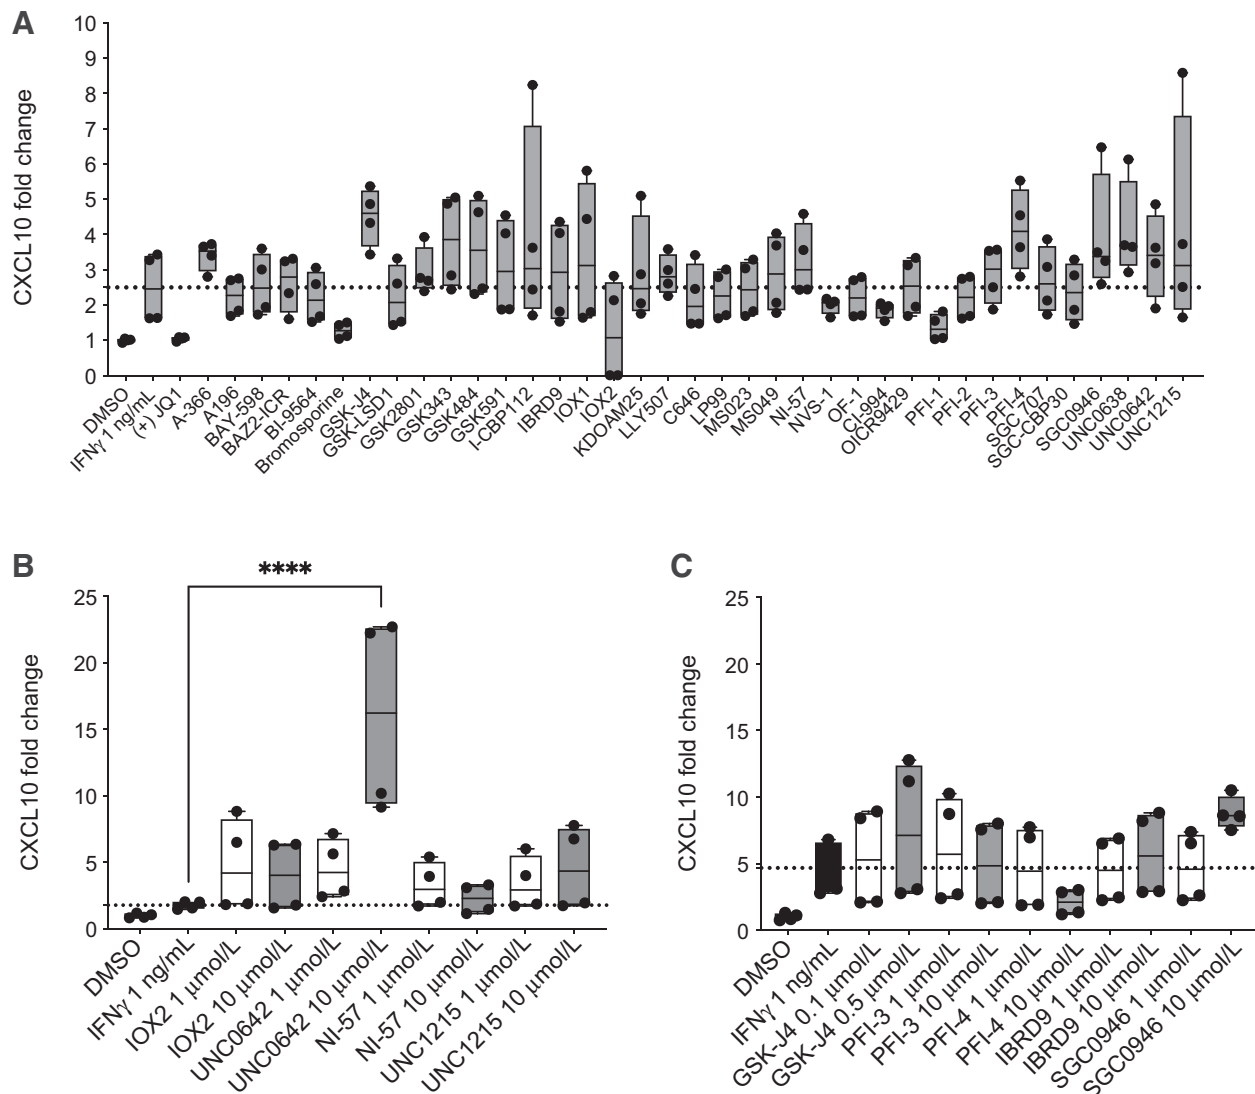 A
CXCL10 fold change
10
9
8
7
6
5
4
3
2
1
0
DMSO
IFNγ 1 ng/mL
(+) JQ1
A-366
A196
BAY-598
BAZ2-ICR
BI-9564
Bromosporine
GSK-J4
GSK-LSD1
GSK2801
GSK343
GSK484
GSK591
I-CBP112
IBRD9
IOX1
IOX2
KDOAM25
LLY507
C646
LP99
MS023
MS049
NI-57
NVS-1
OF-1
CI-994
OICR9429
PFI-1
PFI-2
PFI-3
PFI-4
SGC707
SGC-CBP30
SGC0946
UNC0638
UNC0642
UNC1215
B
CXCL10 fold change
****
25
20
15
10
5
0
DMSO
IFNγ 1 ng/mL
IOX2 1 μmol/L
IOX2 10 μmol/L
UNC0642 1 μmol/L
UNC0642 10 μmol/L
NI-57 1 μmol/L
NI-57 10 μmol/L
UNC1215 1 μmol/L
UNC1215 10 μmol/L
C
CXCL10 fold change
25
20
15
10
5
0
DMSO
IFNγ 1 ng/mL
GSK-J4 0.1 μmol/L
GSK-J4 0.5 μmol/L
PFI-3 1 μmol/L
PFI-3 10 μmol/L
PFI-4 1 μmol/L
PFI-4 10 μmol/L
IBRD9 1 μmol/L
IBRD9 10 μmol/L
SGC0946 1 μmol/L
SGC0946 10 μmol/L